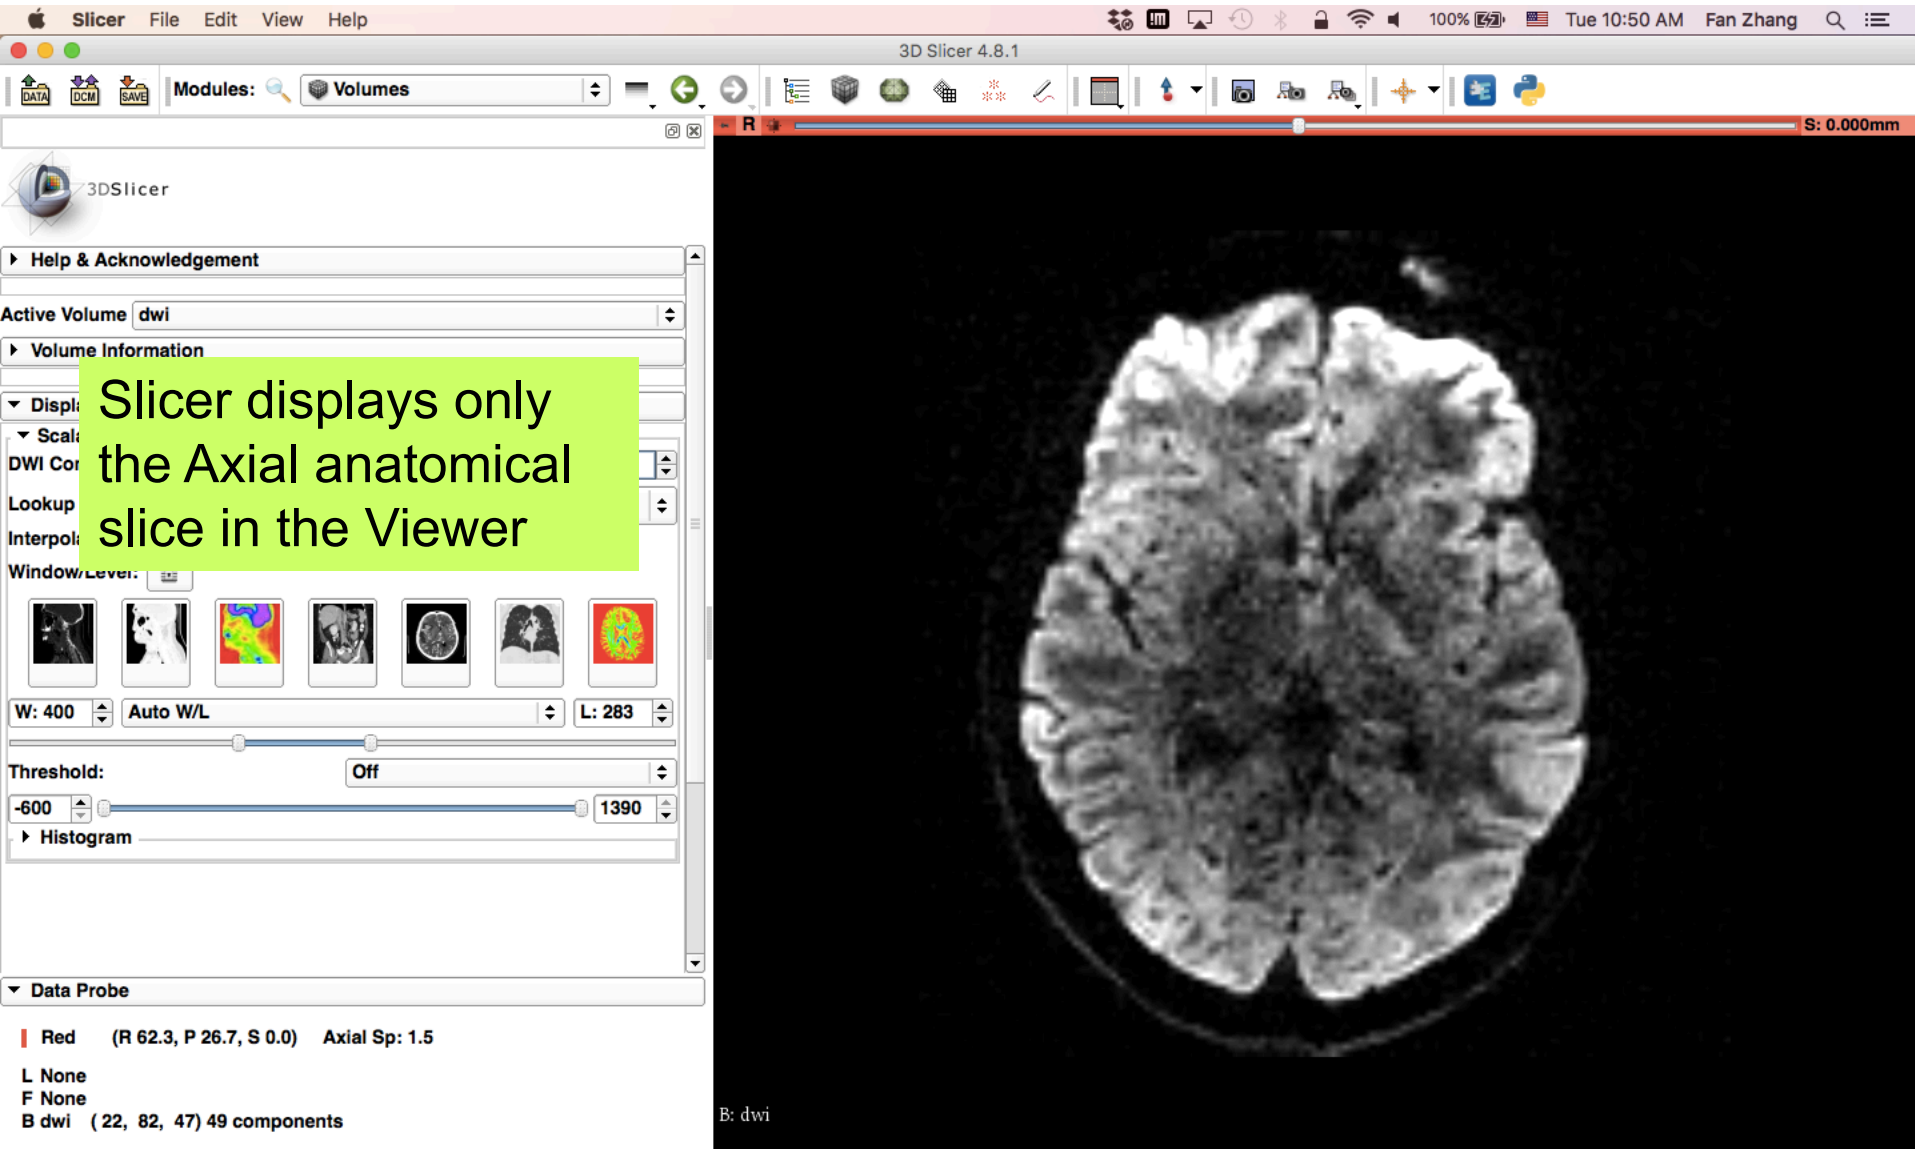 Slicer File Edit View Help 100% Tue 10:50 AM Fan Zhang
3D Slicer 4.8.1
DATA DCM SAVE Modules: Volumes
R S: 0.000mm
3DSlicer
Help & Acknowledgement
Active Volume dwi
Volume Information
Slicer displays only
the Axial anatomical
slice in the Viewer
DWI
Lookup
Window/Level:
W: 400 Auto W/L L: 283
Threshold: Off
-600 1390
Histogram
Data Probe
Red (R 62.3, P 26.7, S 0.0) Axial Sp: 1.5
L None
F None
B dwi ( 22, 82, 47) 49 components
B: dwi